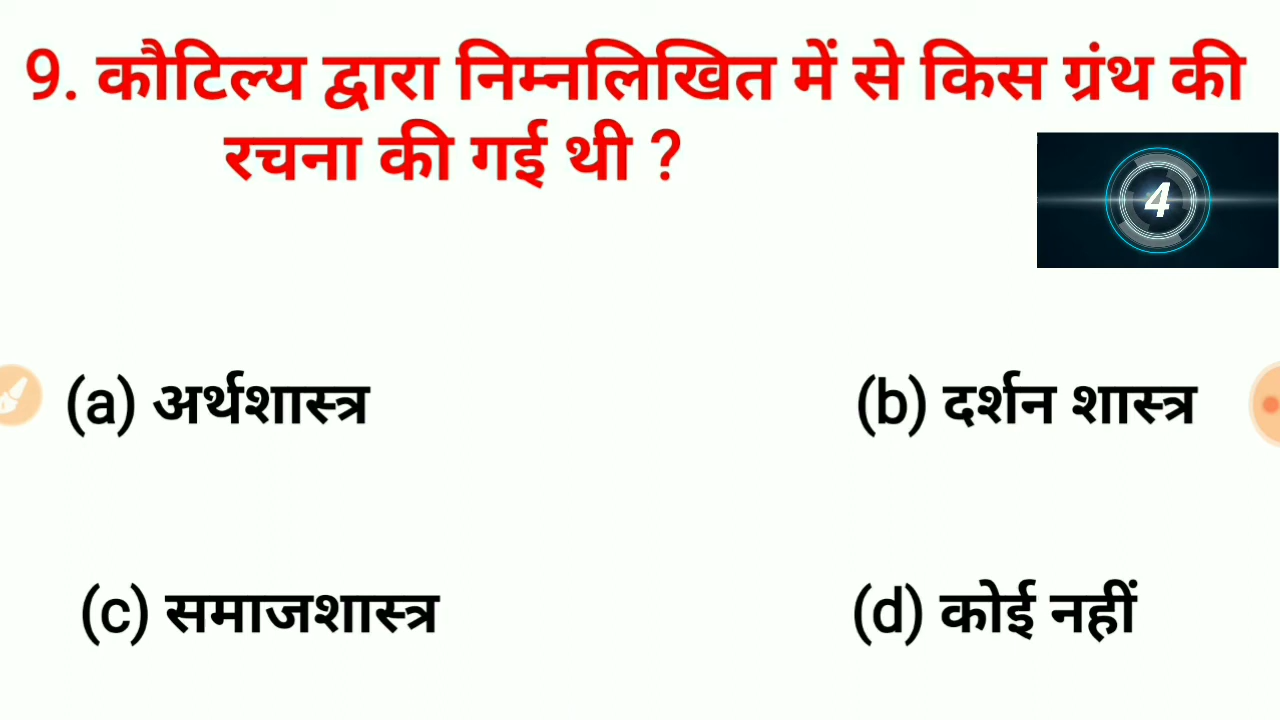 9. कौटिल्य द्वारा निम्नलिखित में से किस ग्रंथ की
रचना की गई थी ?
4
(a) अर्थशास्त्र
(b) दर्शन शास्त्र
(c) समाजशास्त्र
(d) कोई नहीं